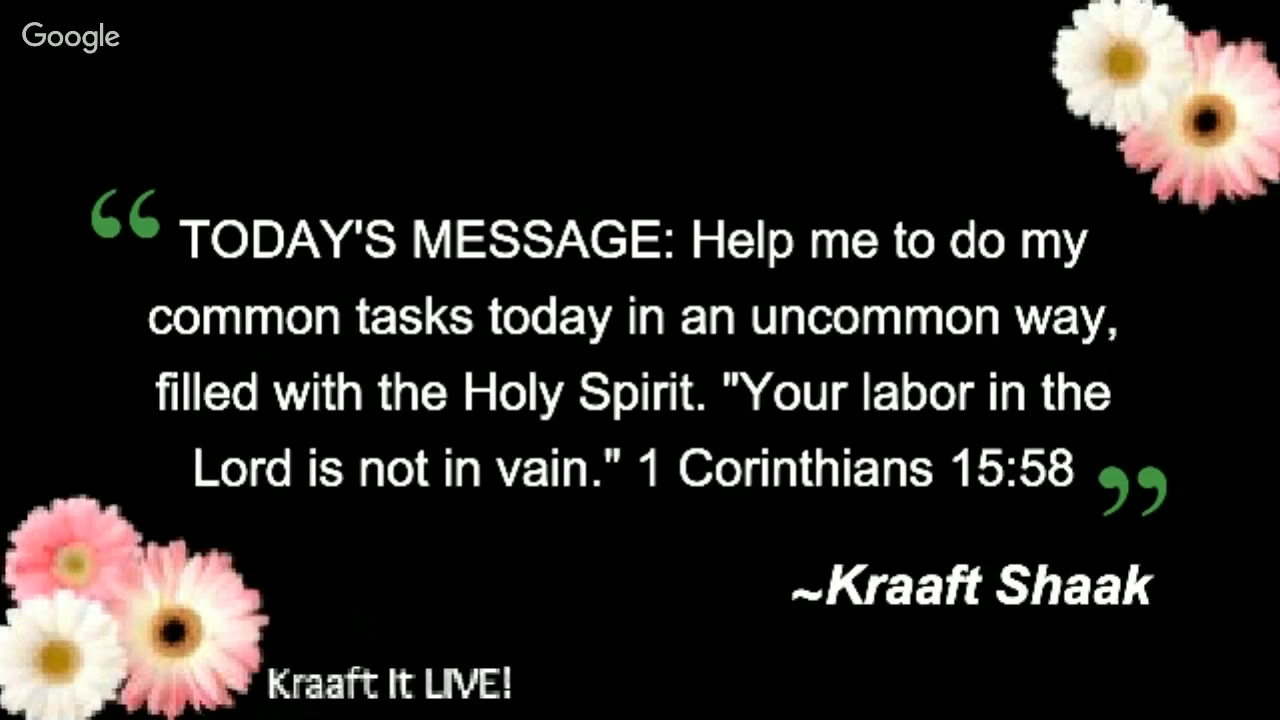 Google
“ TODAY'S MESSAGE: Help me to do my
common tasks today in an uncommon way,
filled with the Holy Spirit. "Your labor in the
Lord is not in vain." 1 Corinthians 15:58 ”
~Kraaft Shaak
Kraaft It LIVE!